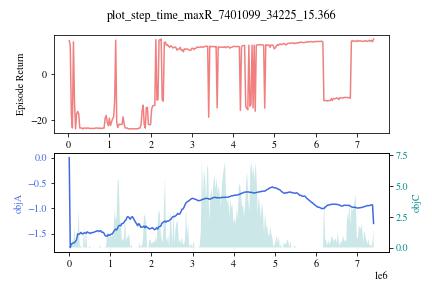 plot_step_time_maxR_7401099_34225_15.366
Episode Return
0
−20
0 1 2 3 4 5 6 7
objA
0.0
−0.5
−1.0
−1.5
7.5
5.0
2.5
0.0
objC
0 1 2 3 4 5 6 7
1e6